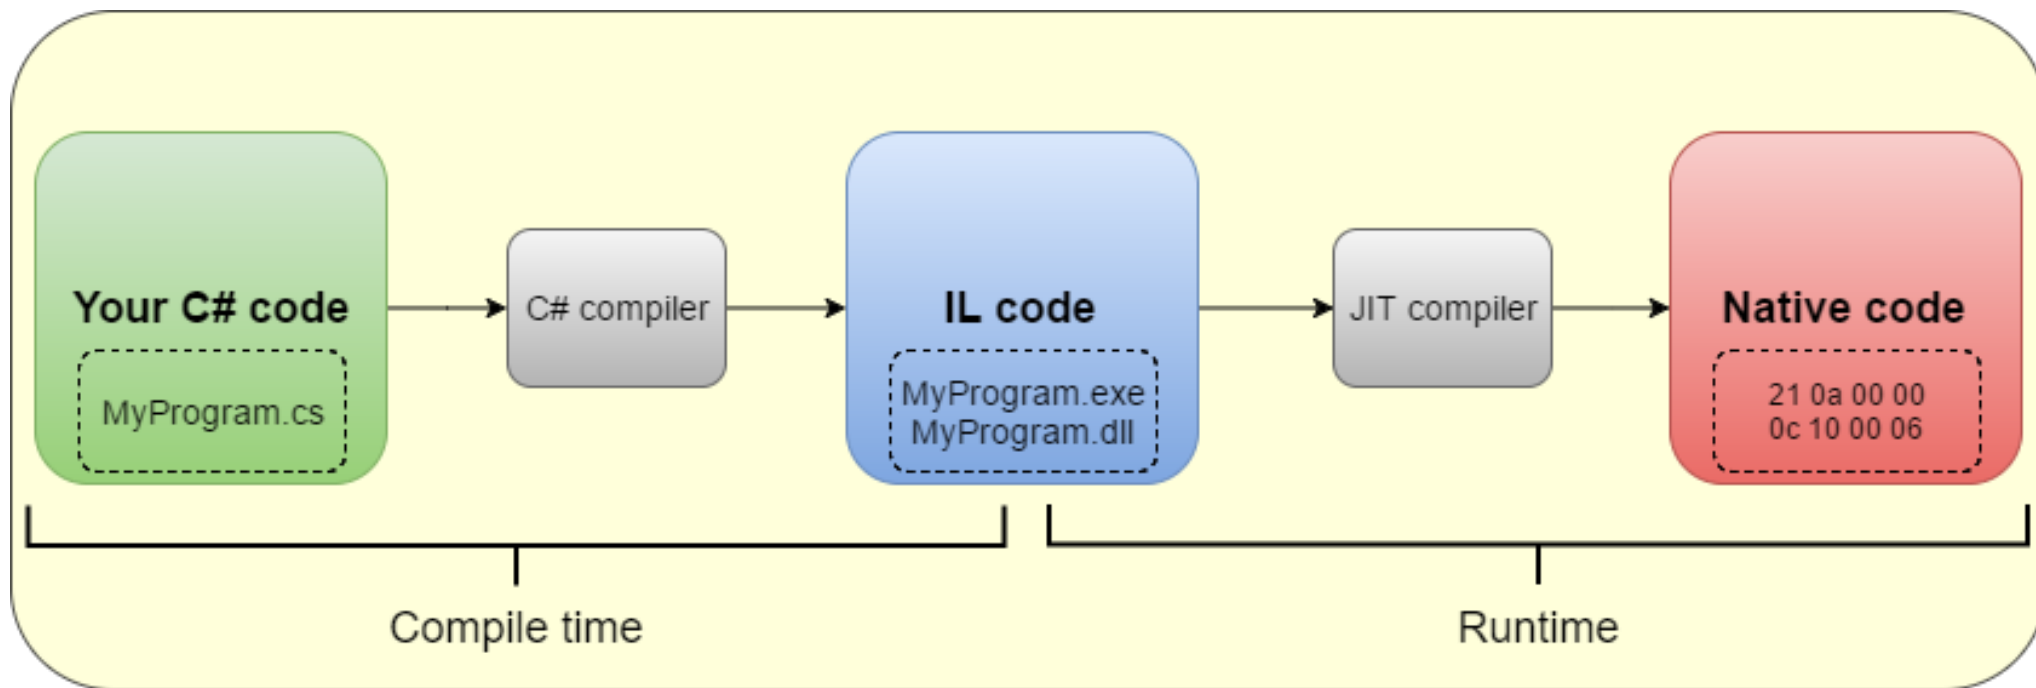 Your C# code
MyProgram.cs
C# compiler
IL code
MyProgram.exe
MyProgram.dll
JIT compiler
Native code
21 0a 00 00
0c 10 00 06
Compile time
Runtime